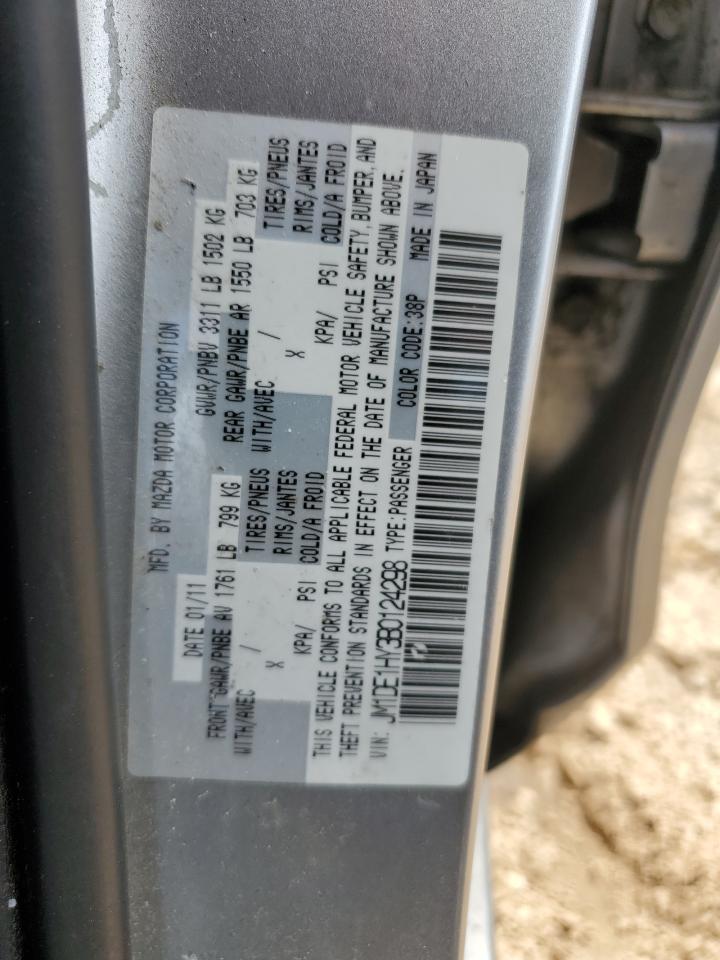 MFD. BY MAZDA MOTOR CORPORATION
DATE 01/11 GVWR/PNBV 3311 LB 1502 KG
FRONT GAWR/PNBE AV 1761 LB 799 KG REAR GAWR/PNBE AR 1550 LB 703 KG
WITH/AVEC TIRES/PNEUS WITH/AVEC TIRES/PNEUS
/ RIMS/JANTES / RIMS/JANTES
X COLD/A FROID X COLD/A FROID
KPA/ PSI KPA/ PSI
THIS VEHICLE CONFORMS TO ALL APPLICABLE FEDERAL MOTOR VEHICLE SAFETY, BUMPER, AND
THEFT PREVENTION STANDARDS IN EFFECT ON THE DATE OF MANUFACTURE SHOWN ABOVE.
VIN: JM1DE1HY3B0124298 TYPE:PASSENGER COLOR CODE:38P MADE IN JAPAN